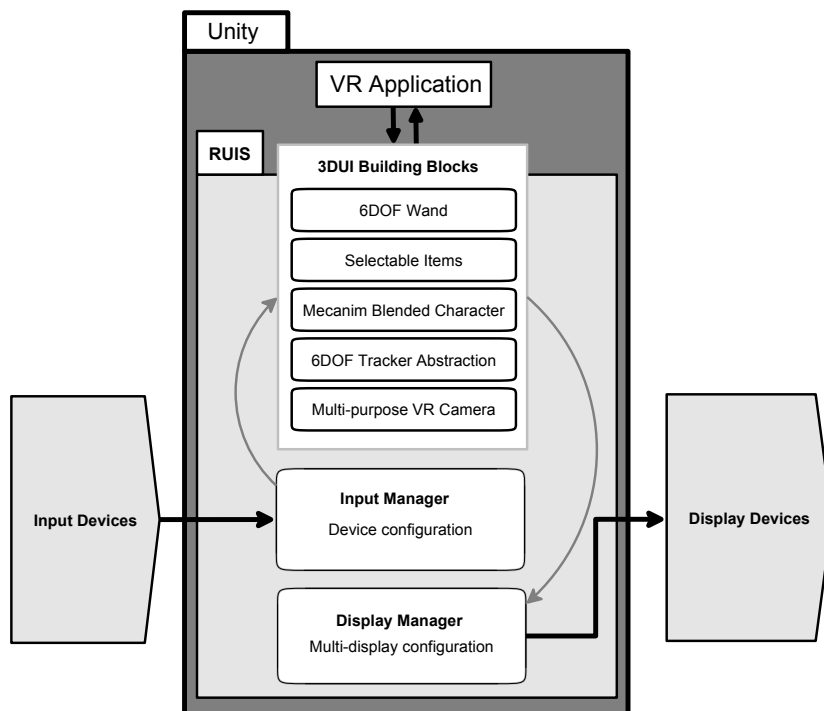 Unity
VR Application
RUIS
3DUI Building Blocks
6DOF Wand
Selectable Items
Mecanim Blended Character
6DOF Tracker Abstraction
Multi-purpose VR Camera
Input Devices
Input Manager
Device configuration
Display Devices
Display Manager
Multi-display configuration